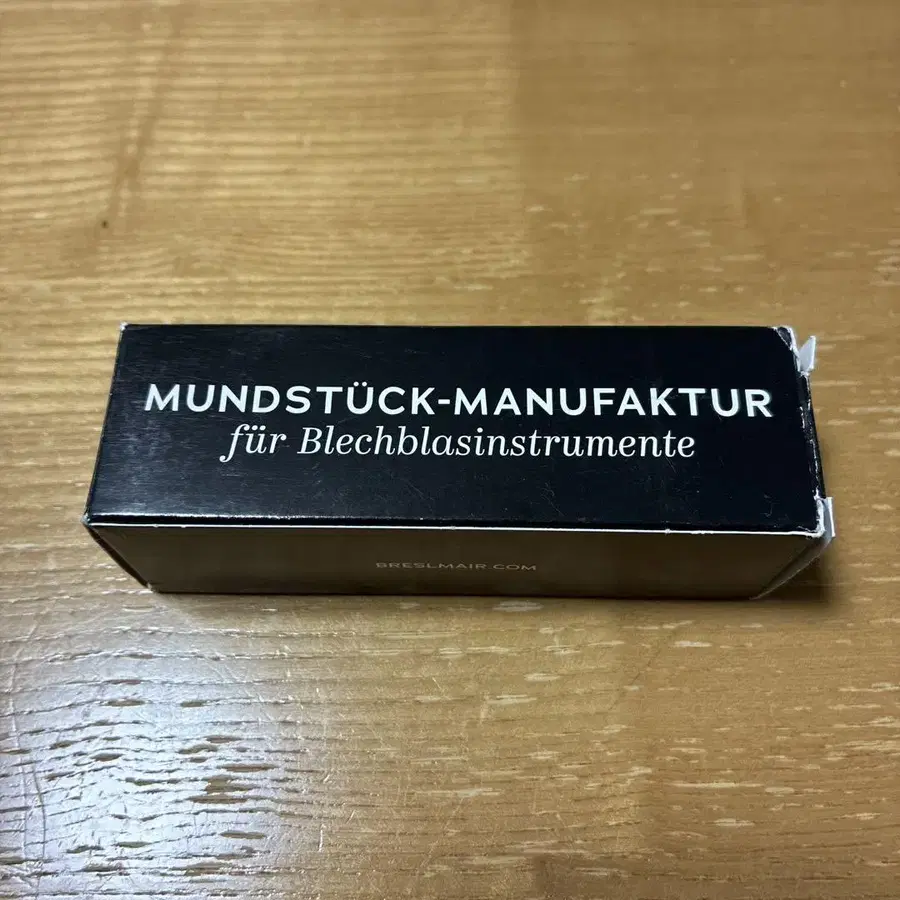 MUNDSTÜCK-MANUFAKTUR
für Blechblasinstrumente
BRESLMAIR.COM